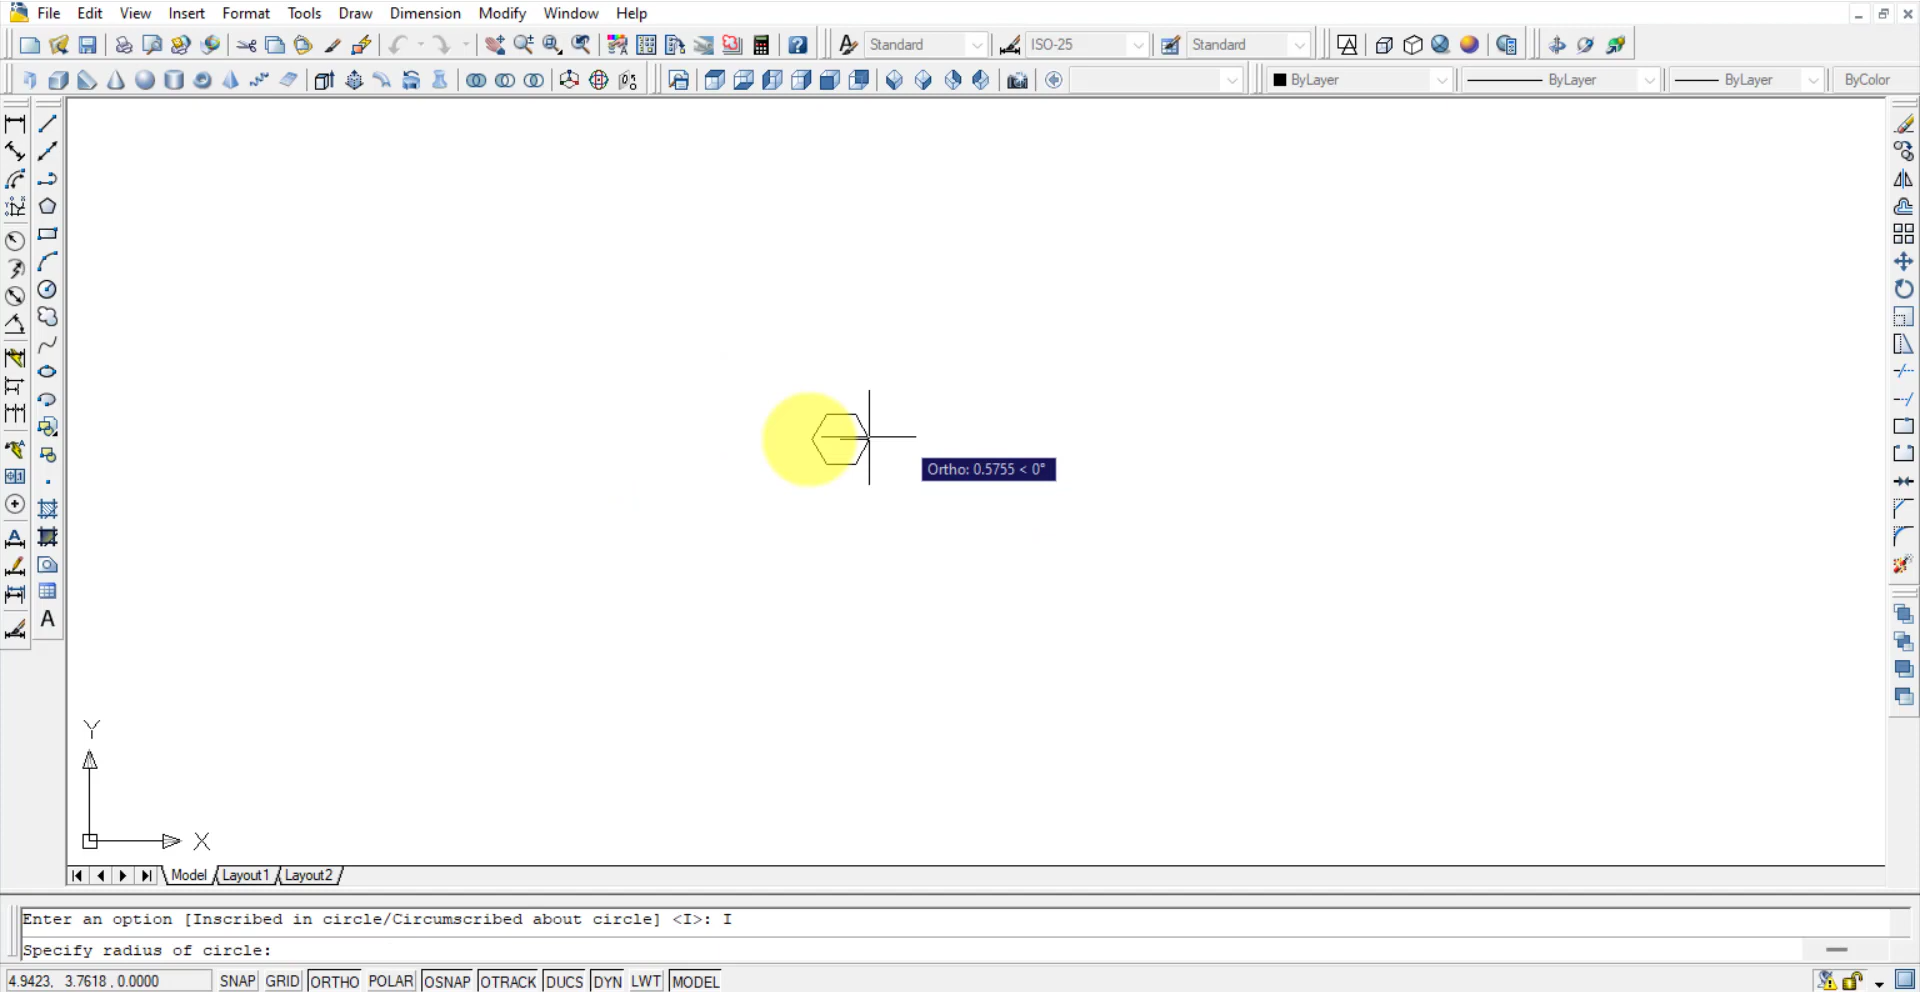 File Edit View Insert Format Tools Draw Dimension Modify Window Help
Standard ISO-25 Standard
ByLayer ByLayer ByLayer ByColor
Ortho: 0.5755 < 0°
Y
X
Model Layout1 Layout2
Enter an option [Inscribed in circle/Circumscribed about circle] <I>: I
Specify radius of circle:
4.9423, 3.7618, 0.0000 SNAP GRID ORTHO POLAR OSNAP OTRACK DUCS DYN LWT MODEL